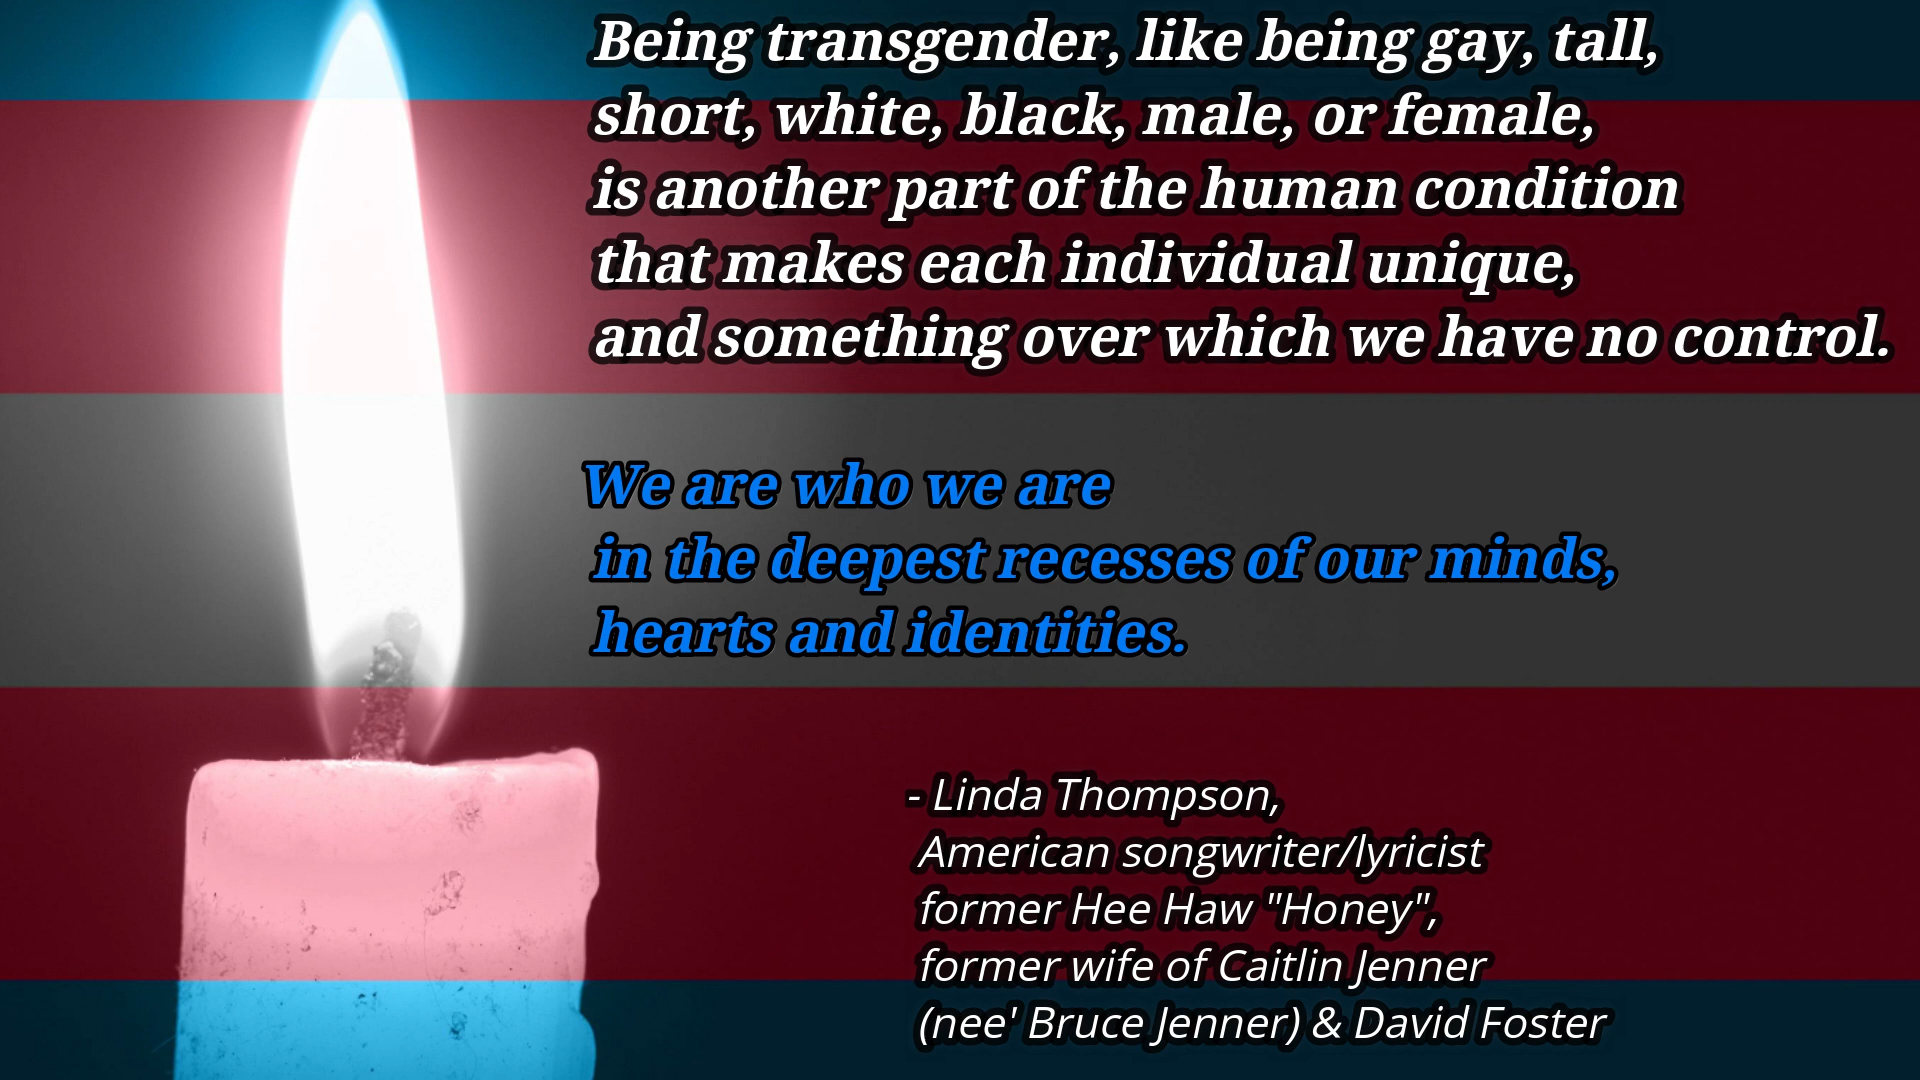 Being transgender, like being gay, tall,
short, white, black, male, or female,
is another part of the human condition
that makes each individual unique,
and something over which we have no control.
We are who we are
in the deepest recesses of our minds,
hearts and identities.
- Linda Thompson,
American songwriter/lyricist
former Hee Haw "Honey",
former wife of Caitlin Jenner
(nee' Bruce Jenner) & David Foster